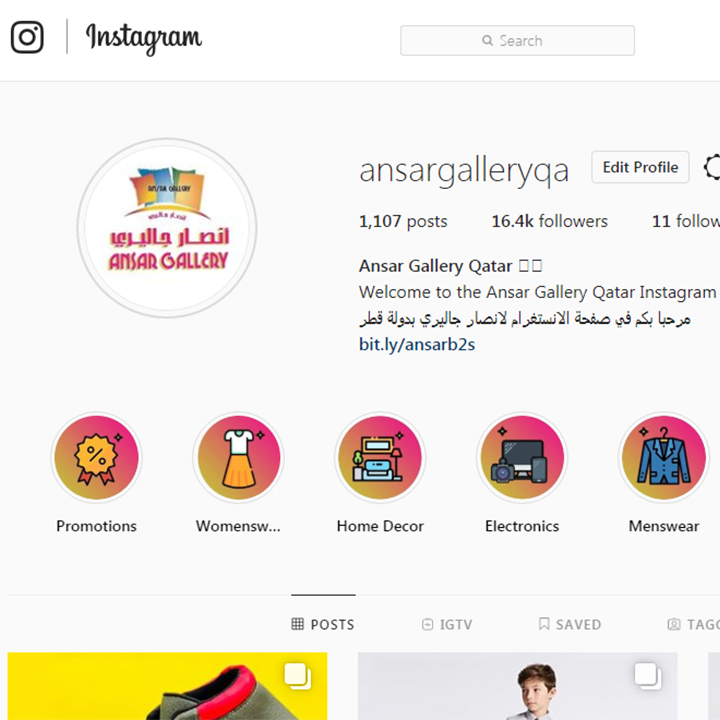 Instagram
Search
ANSAR GALLERY
انصار جاليري
انصار جاليري
ANSAR GALLERY
ansargalleryqa
Edit Profile
1,107 posts 16.4k followers 11 follow
Ansar Gallery Qatar
Welcome to the Ansar Gallery Qatar Instagram
مرحبا بكم في صفحة الانستغرام لانصار جاليري بدولة قطر
bit.ly/ansarb2s
Promotions Womensw... Home Decor Electronics Menswear
POSTS IGTV SAVED TAGG